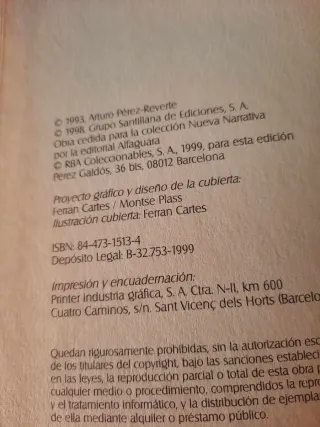 © 1993, Arturo Pérez-Reverte
© 1998, Grupo Santillana de Ediciones, S. A.
Obra cedida para la colección Nueva Narrativa
por la editorial Alfaguara
© RBA Coleccionables, S. A., 1999, para esta edición
Pérez Galdós, 36 bis, 08012 Barcelona
Proyecto gráfico y diseño de la cubierta:
Ferran Cartes / Montse Plass
Ilustración cubierta: Ferran Cartes
ISBN: 84-473-1513-4
Depósito Legal: B-32.753-1999
Impresión y encuadernación:
Printer industria gráfica, S. A. Ctra. N-II, km 600
Cuatro Caminos, s/n. Sant Vicenç dels Horts (Barcelo
Quedan rigurosamente prohibidas, sin la autorización esc
de los titulares del copyright, bajo las sanciones estableci
en las leyes, la reproducción parcial o total de esta obra p
cualquier medio o procedimiento, comprendidos la repro
y el tratamiento informático, y la distribución de ejempla
de ella mediante alquiler o préstamo público.